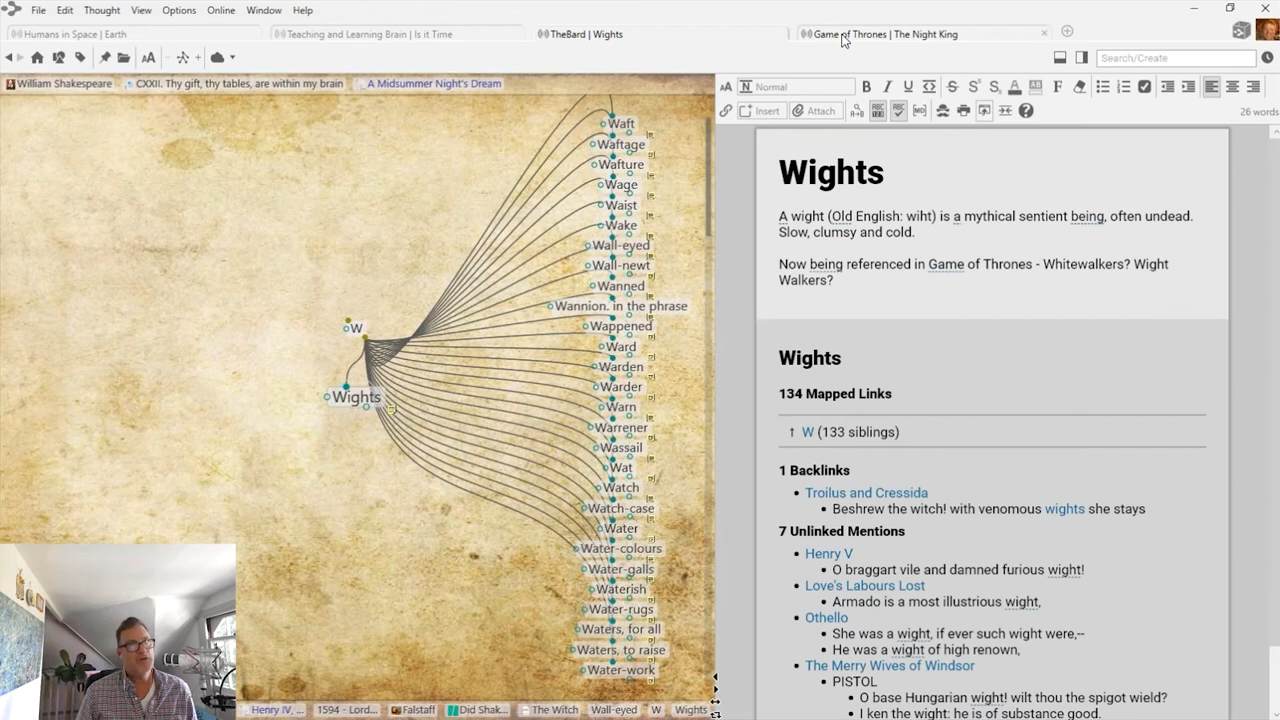 File Edit View Thought Options Online Window Help
Humans in Space | Earth
Teaching and Learning Brain | Is it Time
TheBard | Wights
Game of Thrones | The Night King
Search/Create
William Shakespeare
CXXII. Thy gift, thy tables, are within my brain
A Midsummer Night's Dream
Normal
Insert
Attach
26 words
W
Wights
Waft
Waftage
Wafture
Wage
Waist
Wake
Wall-eyed
Wall-newt
Wanned
Wannion. in the phrase
Wappened
Ward
Warden
Warder
Warn
Warrener
Wassail
Wat
Watch
Watch-case
Water
Water-colours
Water-galls
Waterish
Water-rugs
Waters, for all
Waters, to raise
Water-work
Henry IV, ...
1594 - Lord...
Falstaff
Did Shak...
The Witch
Wall-eyed
W
Wights
Wights
A wight (Old English: wiht) is a mythical sentient being, often undead.
Slow, clumsy and cold.
Now being referenced in Game of Thrones - Whitewalkers? Wight
Walkers?
Wights
134 Mapped Links
↑ W (133 siblings)
1 Backlinks
• Troilus and Cressida
• Beshrew the witch! with venomous wights she stays
7 Unlinked Mentions
• Henry V
• O braggart vile and damned furious wight!
• Love's Labours Lost
• Armado is a most illustrious wight,
• Othello
• She was a wight, if ever such wight were,--
• He was a wight of high renown,
• The Merry Wives of Windsor
• PISTOL
• O base Hungarian wight! wilt thou the spigot wield?
• I ken the wight: he is of substance good.